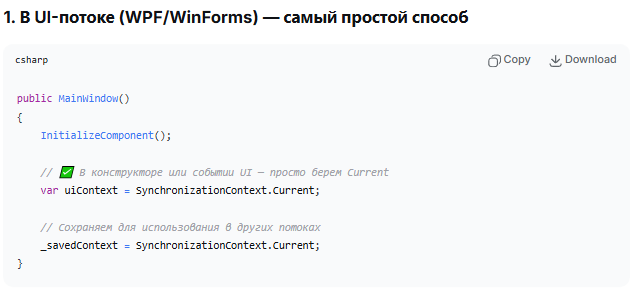 1. В UI-потоке (WPF/WinForms) — самый простой способ
csharp
Copy
Download
public MainWindow()
{
    InitializeComponent();

    // ✅ В конструкторе или событии UI — просто берем Current
    var uiContext = SynchronizationContext.Current;

    // Сохраняем для использования в других потоках
    _savedContext = SynchronizationContext.Current;
}